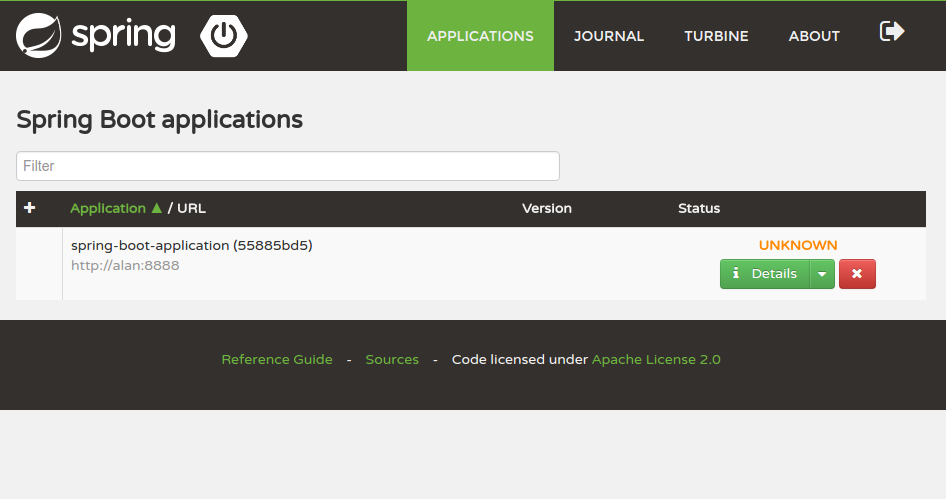 spring
APPLICATIONS JOURNAL TURBINE ABOUT
Spring Boot applications
Filter
Application ▲ / URL Version Status
spring-boot-application (55885bd5)
UNKNOWN
http://alan:8888
Details
Reference Guide - Sources - Code licensed under Apache License 2.0